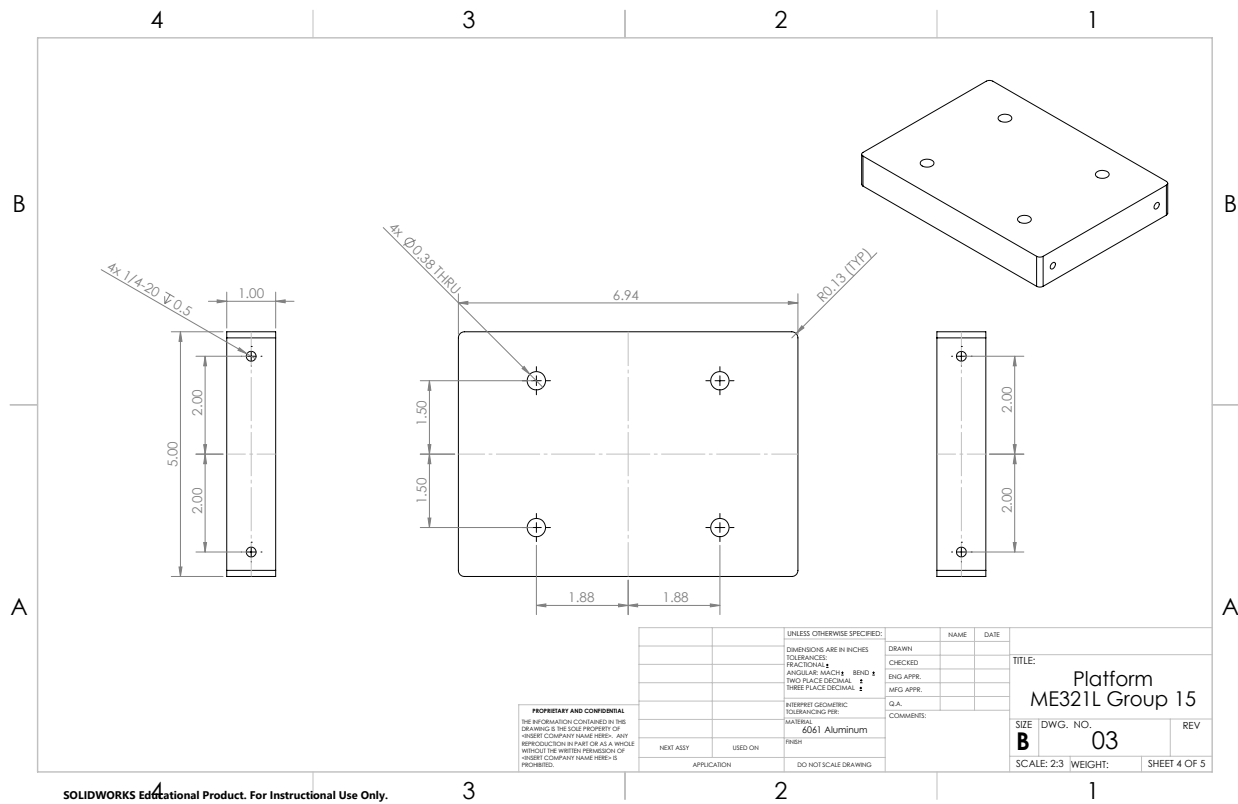 4
3
2
1
B
B
A
A
4x 1/4-20 ↧ 0.5
1.00
5.00
2.00
2.00
4x Ø0.38 THRU
6.94
R0.13 (TYP)
1.50
1.50
1.88
1.88
2.00
2.00
UNLESS OTHERWISE SPECIFIED:
DIMENSIONS ARE IN INCHES
TOLERANCES:
FRACTIONAL ±
ANGULAR: MACH ± BEND ±
TWO PLACE DECIMAL ±
THREE PLACE DECIMAL ±
INTERPRET GEOMETRIC
TOLERANCING PER:
MATERIAL
6061 Aluminum
FINISH
DO NOT SCALE DRAWING
NAME DATE
DRAWN
CHECKED
ENG APPR.
MFG APPR.
Q.A.
COMMENTS:
TITLE:
Platform
ME321L Group 15
SIZE DWG. NO. REV
B 03
SCALE: 2:3 WEIGHT: SHEET 4 OF 5
PROPRIETARY AND CONFIDENTIAL
THE INFORMATION CONTAINED IN THIS
DRAWING IS THE SOLE PROPERTY OF
<INSERT COMPANY NAME HERE>. ANY
REPRODUCTION IN PART OR AS A WHOLE
WITHOUT THE WRITTEN PERMISSION OF
<INSERT COMPANY NAME HERE> IS
PROHIBITED.
NEXT ASSY USED ON
APPLICATION
4
3
2
1
SOLIDWORKS Educational Product. For Instructional Use Only.